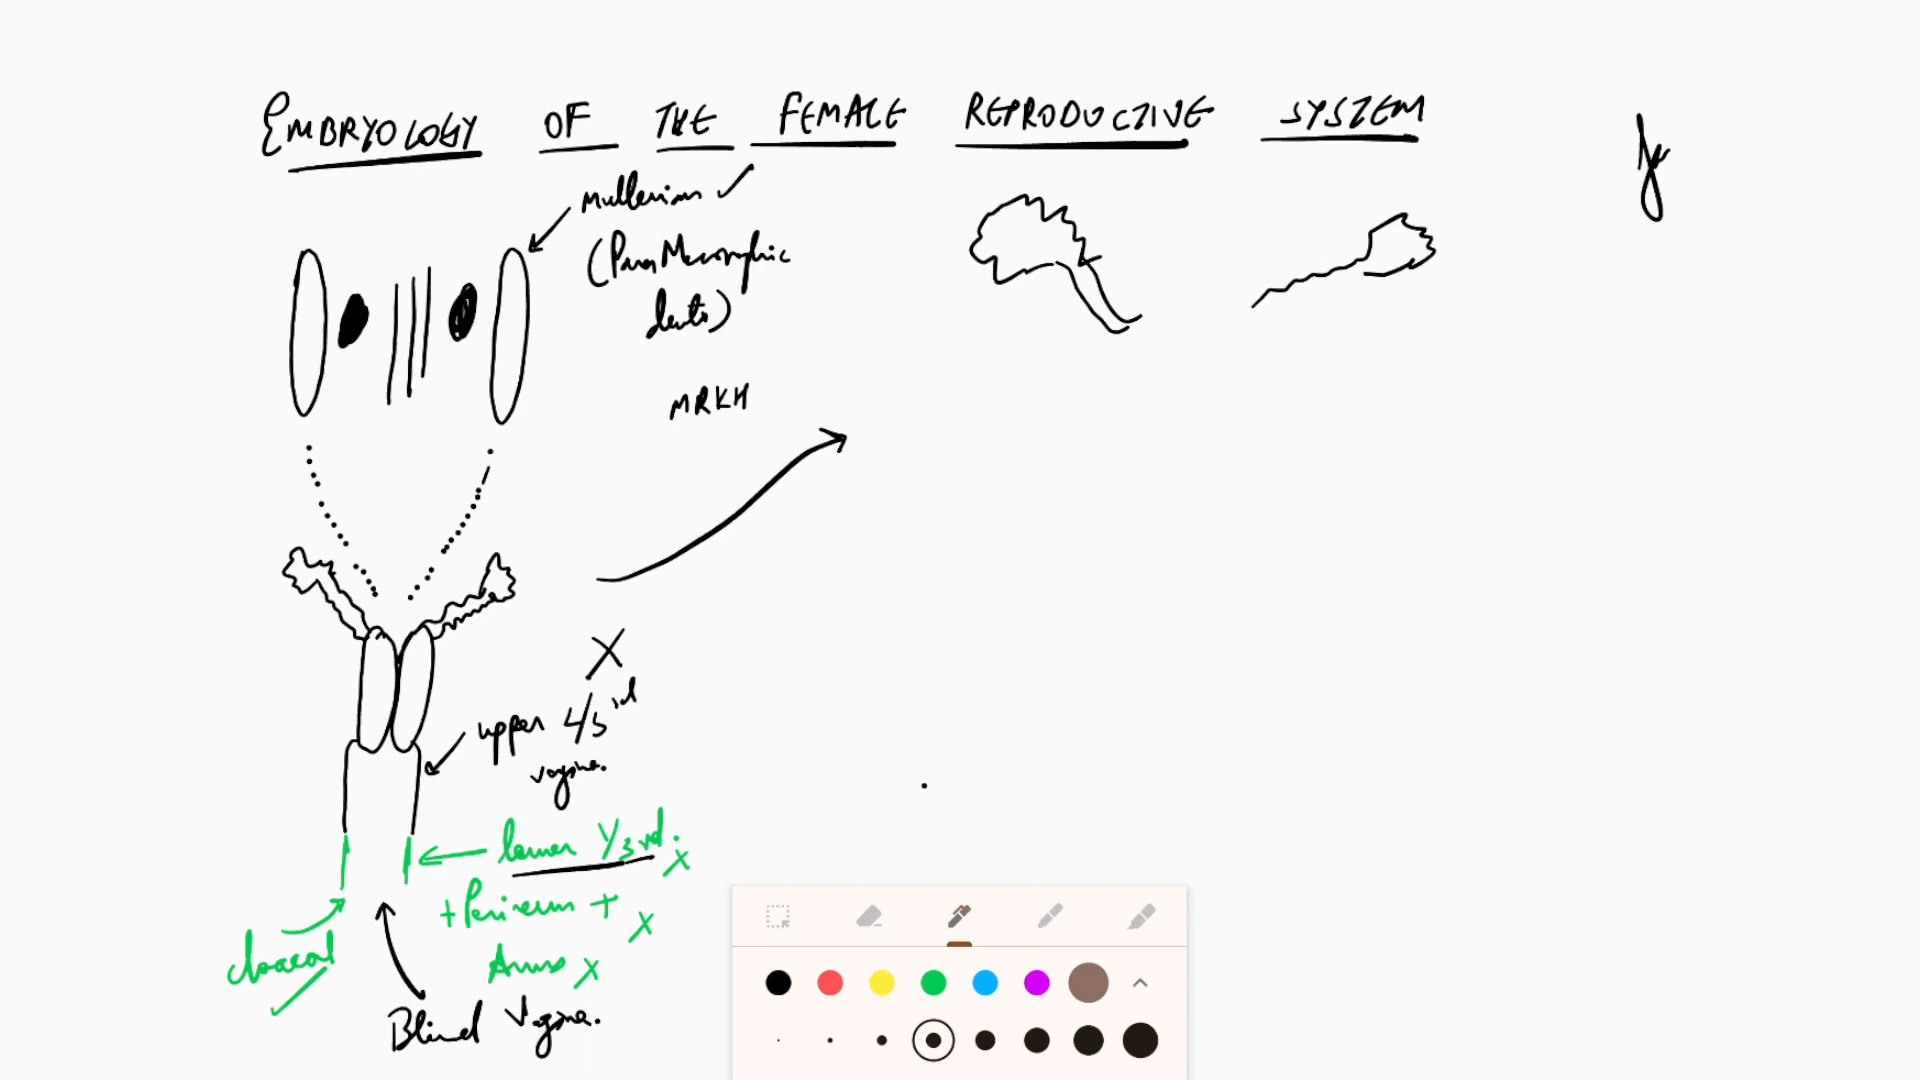 EMBRYOLOGY OF THE FEMALE REPRODUCTIVE SYSTEM
Mullerian
(ParaMesonephric
ducts)
MRKH
X
upper 4/5
vagina.
lower 1/3rd. X
+ Perineum + X
Anus X
cloacal
Blind Vagina.